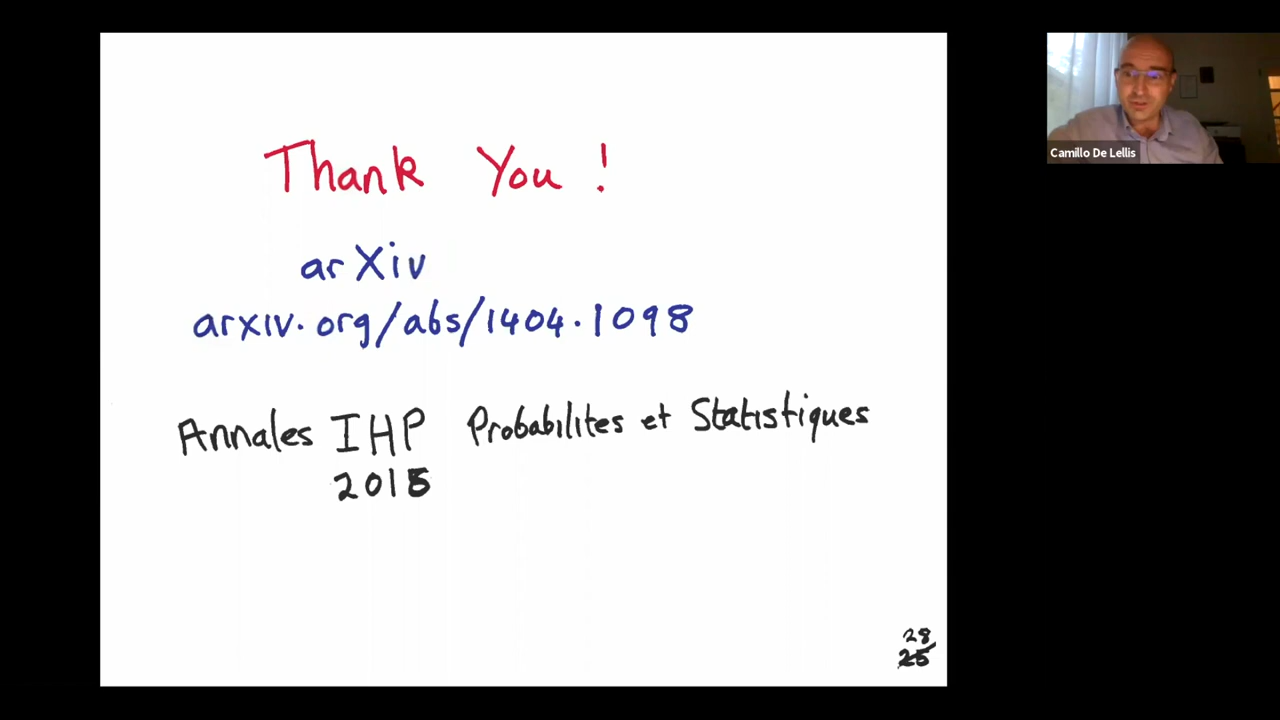 Thank You !
arXiv
arxiv.org/abs/1404.1098
Annales IHP Probabilites et Statistiques
2015
28
25
Camillo De Lellis